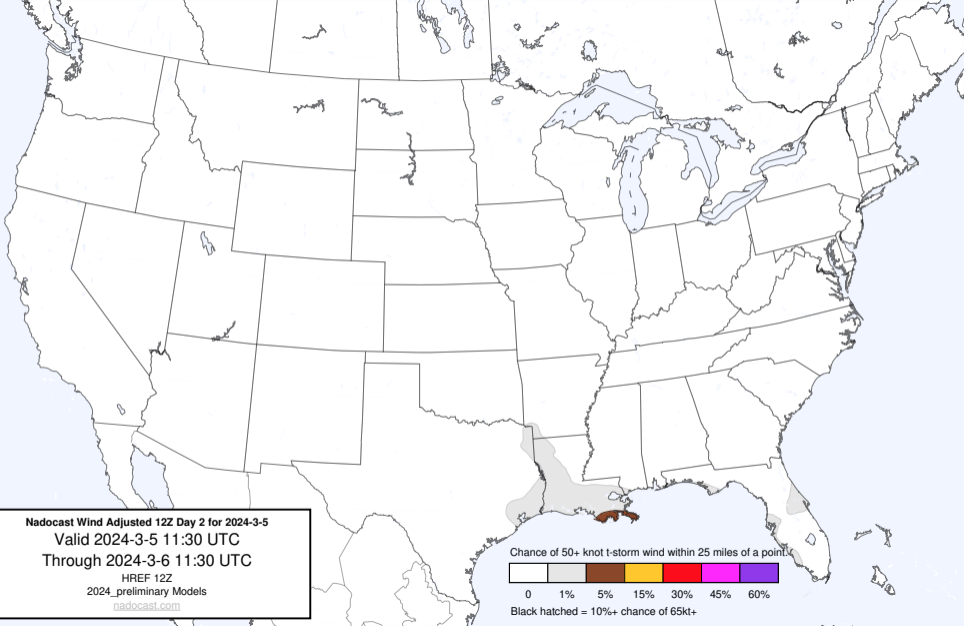 Nadocast Wind Adjusted 12Z Day 2 for 2024-3-5
Valid 2024-3-5 11:30 UTC
Through 2024-3-6 11:30 UTC
HREF 12Z
2024_preliminary Models
nadocast.com
Chance of 50+ knot t-storm wind within 25 miles of a point.
0 1% 5% 15% 30% 45% 60%
Black hatched = 10%+ chance of 65kt+